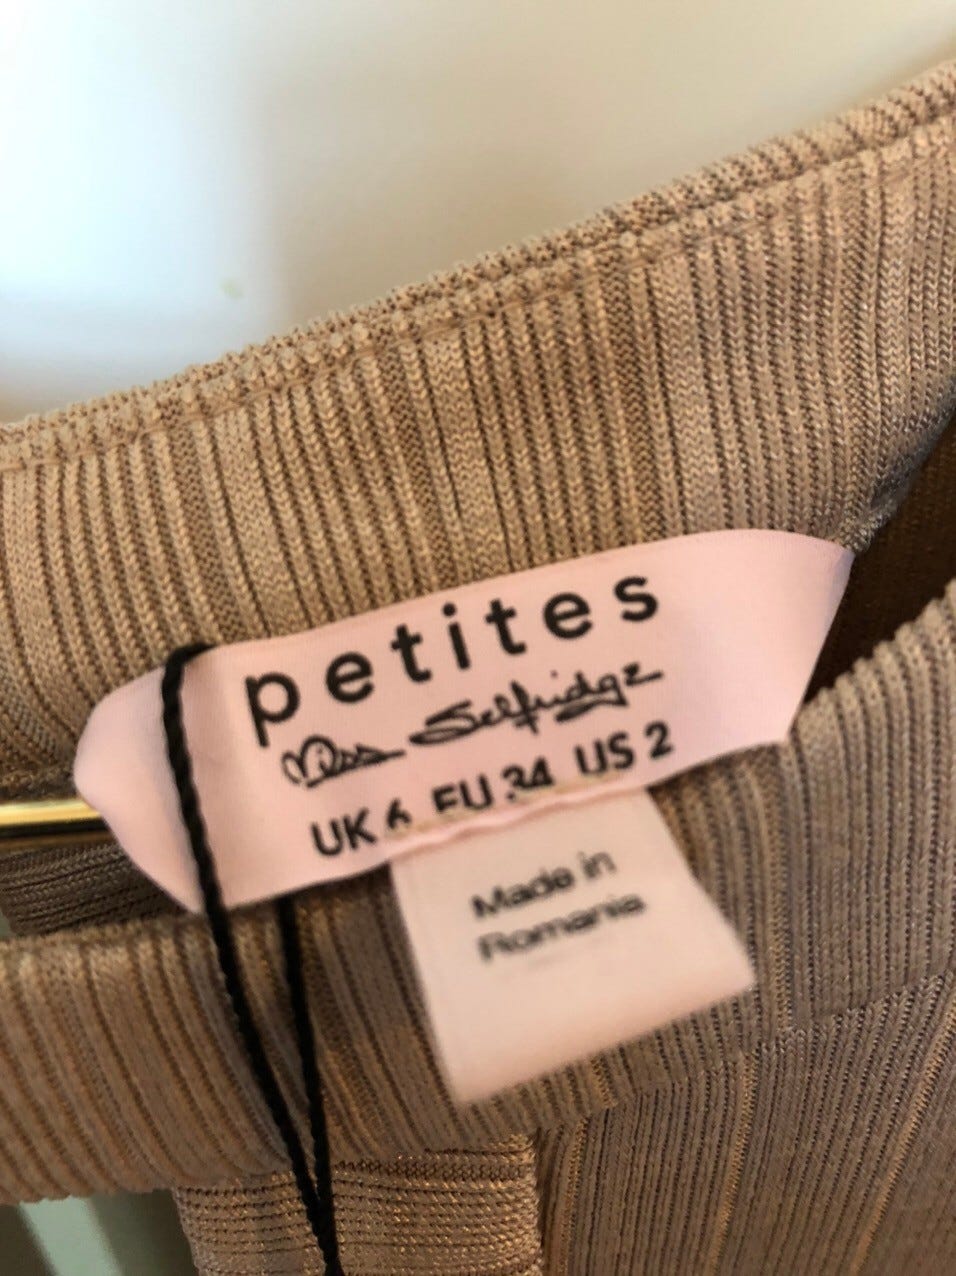 petites
Miss Selfridge
UK 6 EU 34 US 2
Made in
Romania